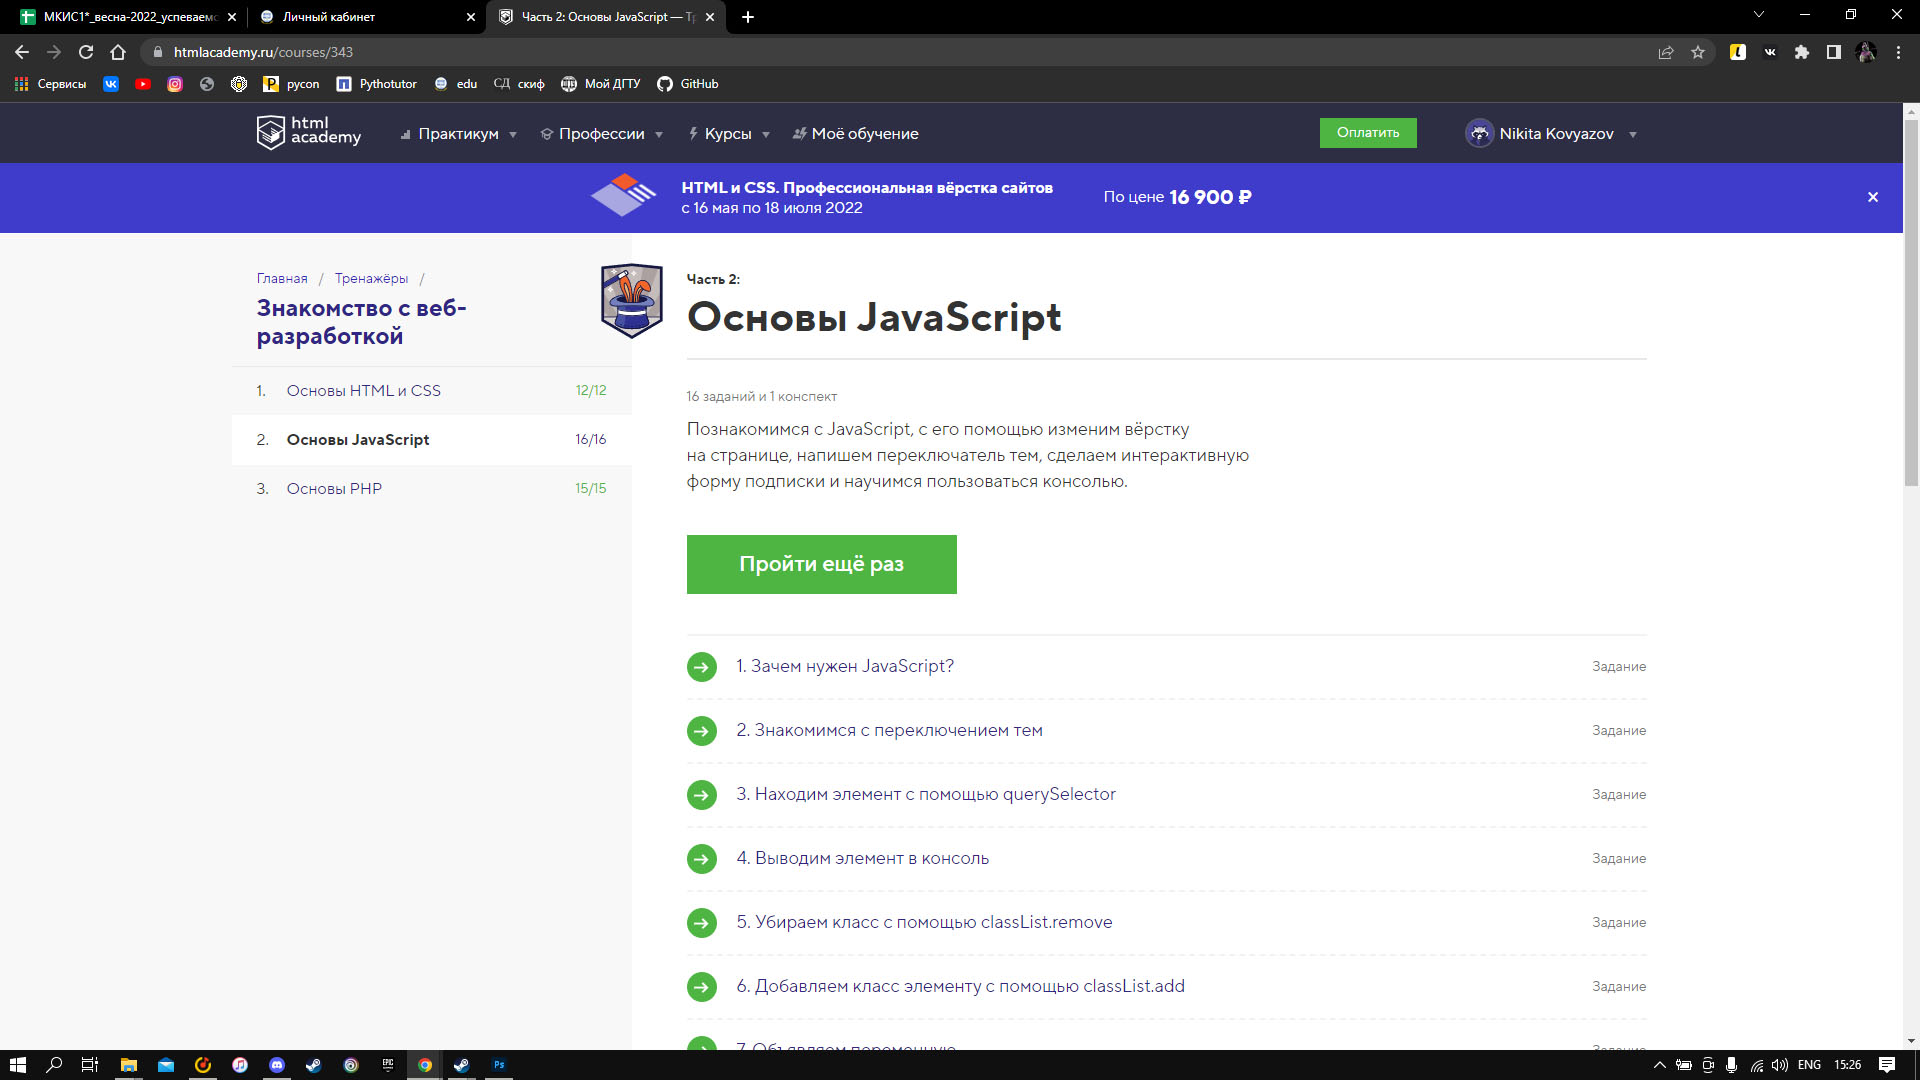 МКИС1*_весна-2022_успеваем
Личный кабинет
Часть 2: Основы JavaScript — Тр
htmlacademy.ru/courses/343
Сервисы
pycon
Pythotutor
edu
СД скиф
Мой ДГТУ
GitHub
html academy
Практикум
Профессии
Курсы
Моё обучение
Оплатить
Nikita Kovyazov
HTML и CSS. Профессиональная вёрстка сайтов
с 16 мая по 18 июля 2022
По цене 16 900 ₽
Главная / Тренажёры /
Знакомство с веб-
разработкой
1. Основы HTML и CSS 12/12
2. Основы JavaScript 16/16
3. Основы PHP 15/15
Часть 2:
Основы JavaScript
16 заданий и 1 конспект
Познакомимся с JavaScript, с его помощью изменим вёрстку
на странице, напишем переключатель тем, сделаем интерактивную
форму подписки и научимся пользоваться консолью.
Пройти ещё раз
1. Зачем нужен JavaScript? Задание
2. Знакомимся с переключением тем Задание
3. Находим элемент с помощью querySelector Задание
4. Выводим элемент в консоль Задание
5. Убираем класс с помощью classList.remove Задание
6. Добавляем класс элементу с помощью classList.add Задание
7. Объявляем переменную Задание
ENG 15:26